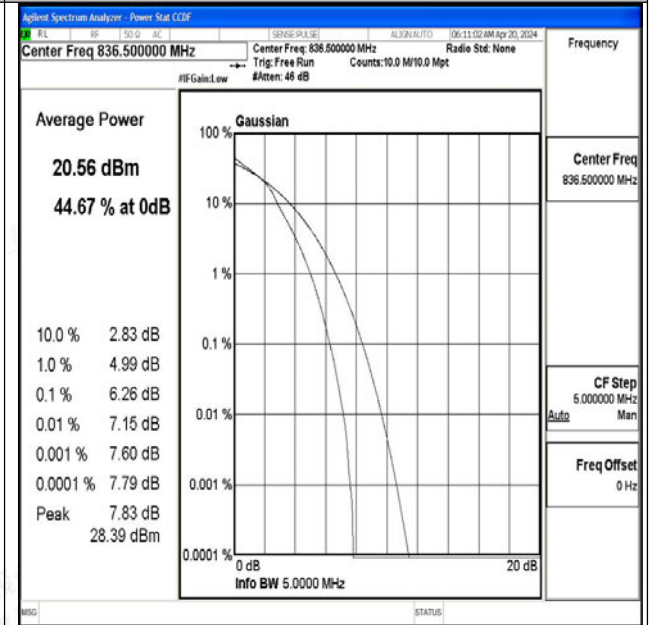 Agilent Spectrum Analyzer - Power Stat CCDF
RL RF 50 Ω AC SENSE:PULSE ALIGN AUTO 06:11:02 AM Apr 20, 2024
Center Freq 836.500000 MHz
Center Freq: 836.500000 MHz Radio Std: None
Trig: Free Run Counts:10.0 M/10.0 Mpt
#IFGain:Low #Atten: 46 dB
Frequency
Average Power
20.56 dBm
44.67 % at 0dB
10.0 % 2.83 dB
1.0 % 4.99 dB
0.1 % 6.26 dB
0.01 % 7.15 dB
0.001 % 7.60 dB
0.0001 % 7.79 dB
Peak 7.83 dB
28.39 dBm
Gaussian
100 %
10 %
1 %
0.1 %
0.01 %
0.001 %
0.0001 %
0 dB 20 dB
Info BW 5.0000 MHz
Center Freq
836.500000 MHz
CF Step
5.000000 MHz
Auto Man
Freq Offset
0 Hz
MSG STATUS